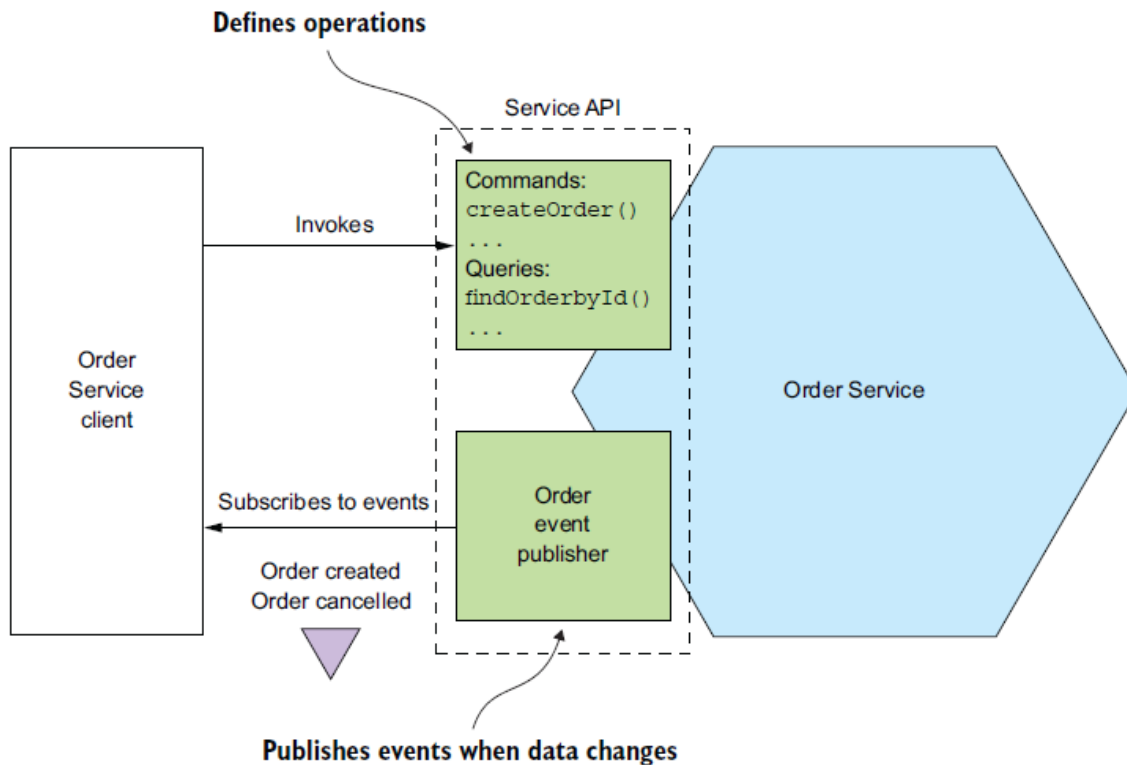 Defines operations
Service API
Commands:
createOrder()
...
Queries:
findOrderbyId()
...
Invokes
Order
Service
client
Order Service
Subscribes to events
Order
event
publisher
Order created
Order cancelled
Publishes events when data changes